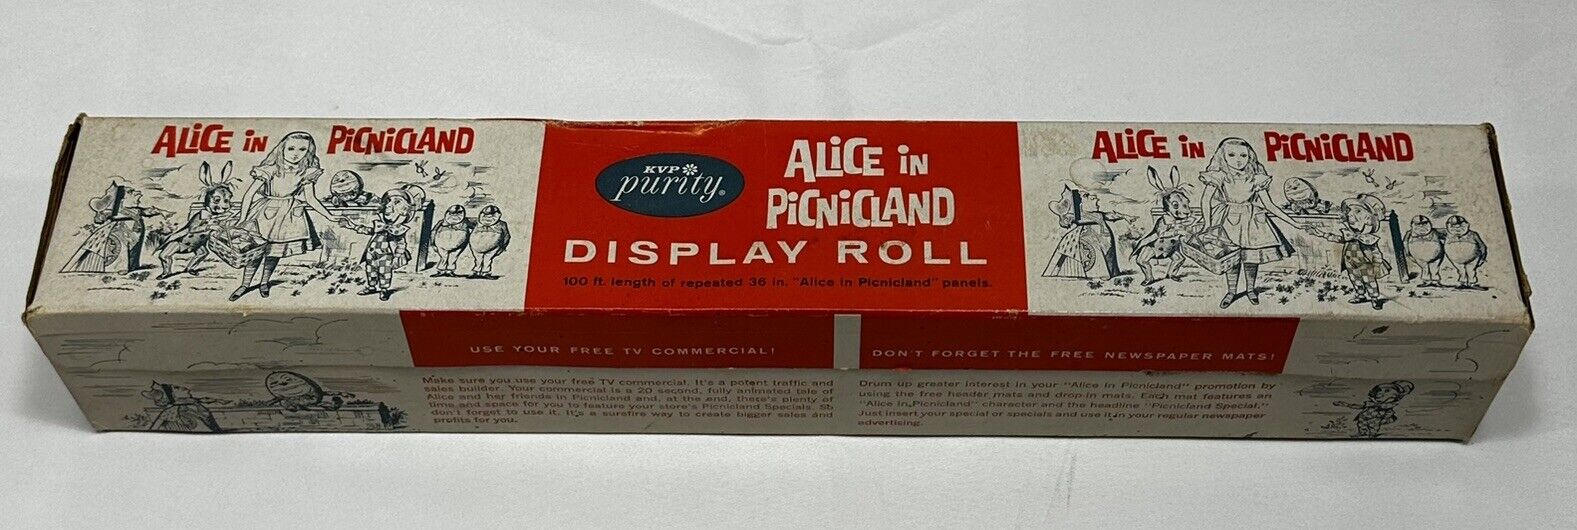 ALICE IN PICNICLAND
KVP
purity®
ALICE IN
PICNICLAND
DISPLAY ROLL
100 ft. length of repeated 36 in. "Alice in Picnicland" panels.
ALICE IN PICNICLAND
USE YOUR FREE TV COMMERCIAL!
Make sure you use your free TV commercial. It's a potent traffic and
sales builder. Your commercial is a 20 second, fully animated tale of
Alice and her friends in Picnicland and, at the end, there's plenty of
time and space for you to feature your store's Picnicland Specials. So
don't forget to use it. It's a surefire way to create bigger sales and
profits for you.
DON'T FORGET THE FREE NEWSPAPER MATS!
Drum up greater interest in your "Alice in Picnicland" promotion by
using the free header mats and drop-in mats. Each mat features an
"Alice in Picnicland" character and the headline "Picnicland Special."
Just insert your special or specials and use it in your regular newspaper
advertising.